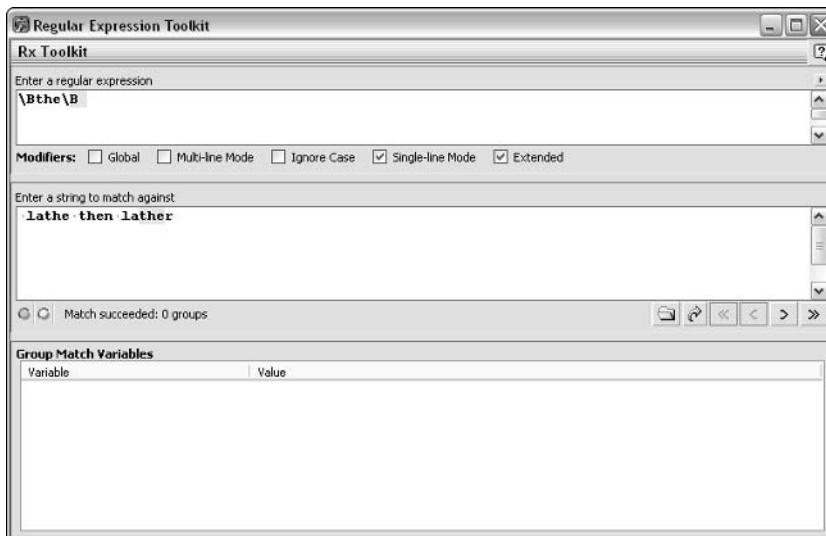 Regular Expression Toolkit
Rx Toolkit
Enter a regular expression
\Bthe\B
Modifiers: Global Multi-line Mode Ignore Case Single-line Mode Extended
Enter a string to match against
lathe·then·lather
Match succeeded: 0 groups
Group Match Variables
Variable Value